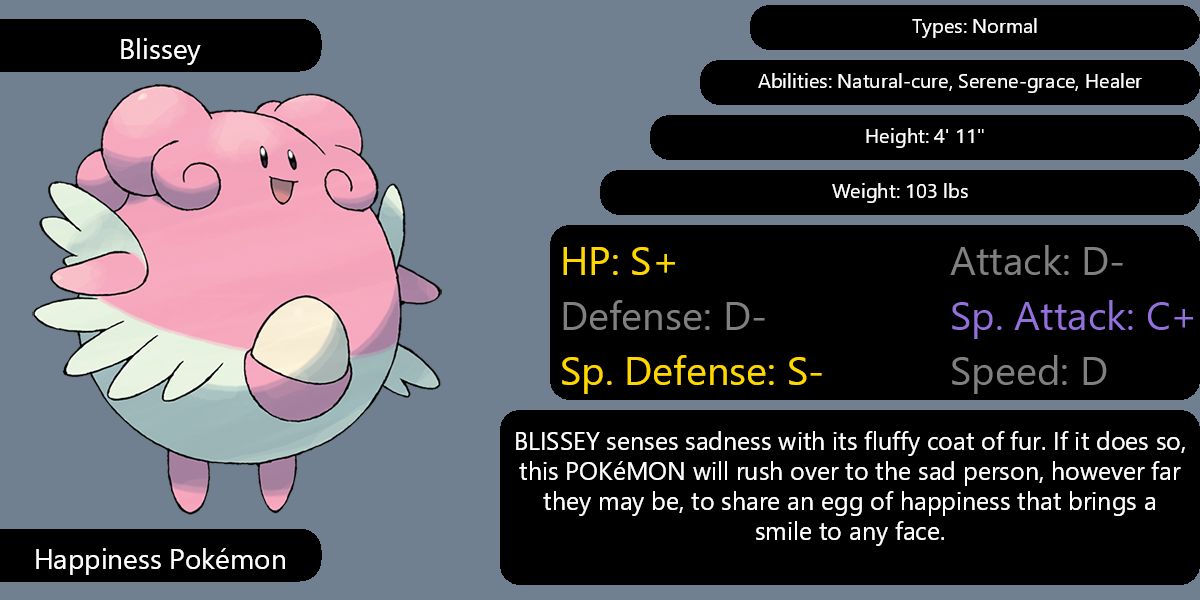 Blissey
Types: Normal
Abilities: Natural-cure, Serene-grace, Healer
Height: 4' 11"
Weight: 103 lbs
HP: S+ Attack: D-
Defense: D- Sp. Attack: C+
Sp. Defense: S- Speed: D
BLISSEY senses sadness with its fluffy coat of fur. If it does so,
this POKéMON will rush over to the sad person, however far
they may be, to share an egg of happiness that brings a
smile to any face.
Happiness Pokémon